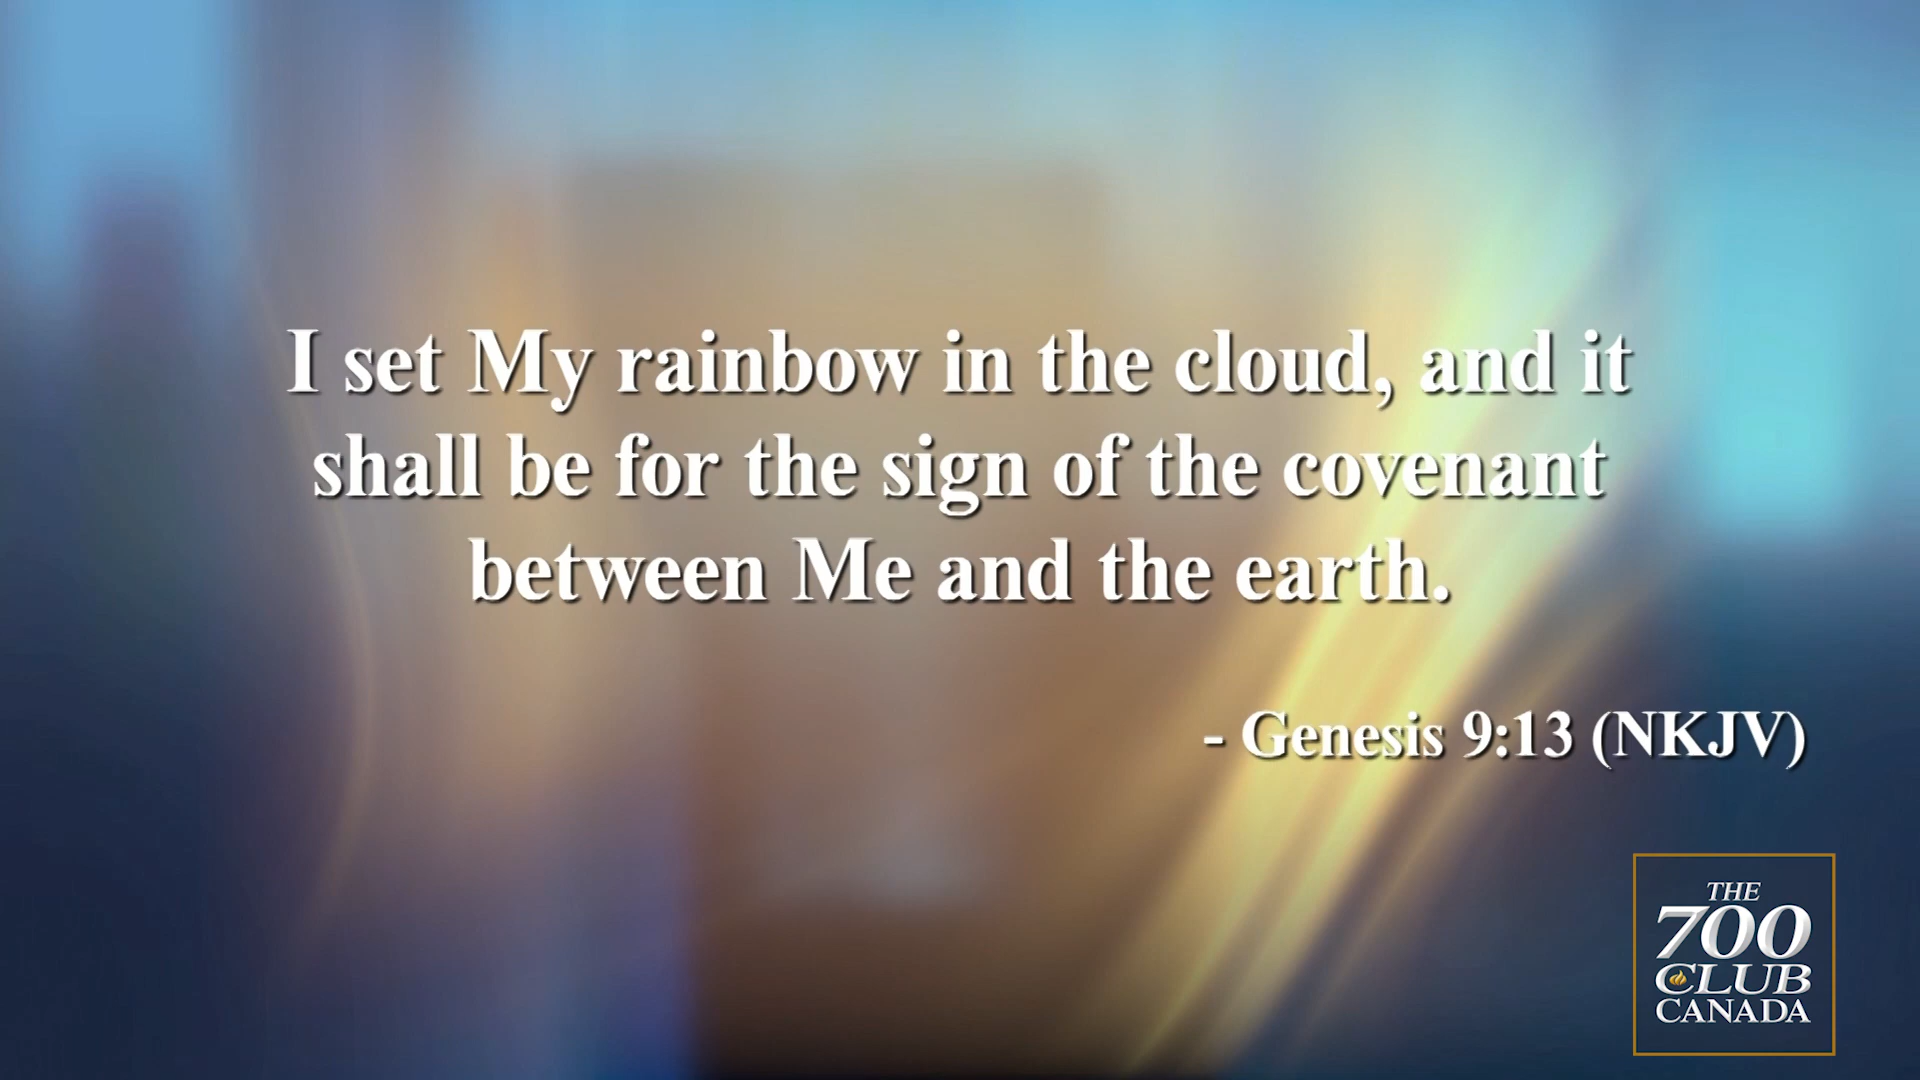 I set My rainbow in the cloud, and it
shall be for the sign of the covenant
between Me and the earth.
- Genesis 9:13 (NKJV)
THE
700
CLUB
CANADA